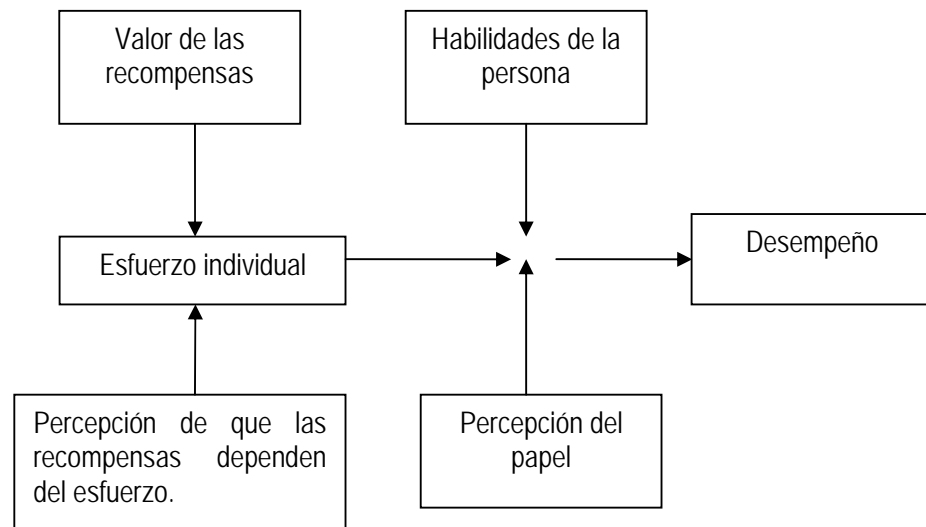 Valor de las
recompensas
Habilidades de la
persona
Esfuerzo individual
Desempeño
Percepción de que las
recompensas dependen
del esfuerzo.
Percepción del
papel